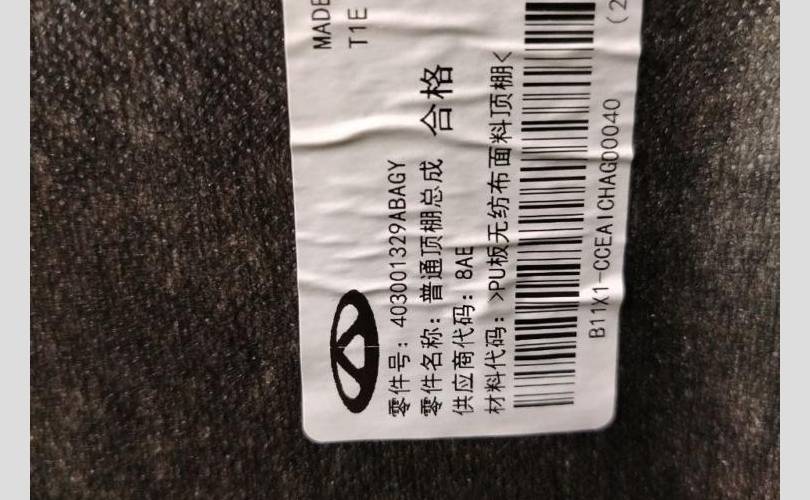 MADE
T1E
零件号: 403001329ABAGY
零件名称: 普通顶棚总成
合格
供应商代码: 8AE
材料代码: >PU板无纺布面料顶棚<
B11X1-CCEAICHAG00040
(2